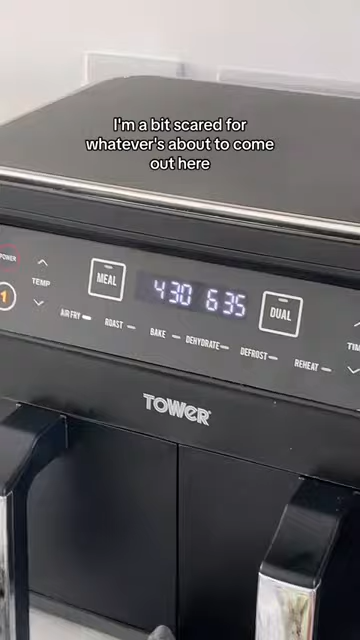 I'm a bit scared for
whatever's about to come
out here
POWER
1
TEMP
MEAL
430 635
DUAL
AIR FRY
ROAST
BAKE
DEHYDRATE
DEFROST
REHEAT
TOWER